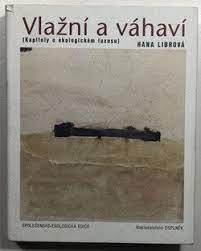 Vlažní a váhaví
(Kapitoly o ekologickém luxusu)
HANA LIBROVÁ
SPOLEČENSKO-EKOLOGICKÁ EDICE
Nakladatelství DOPLNĚK